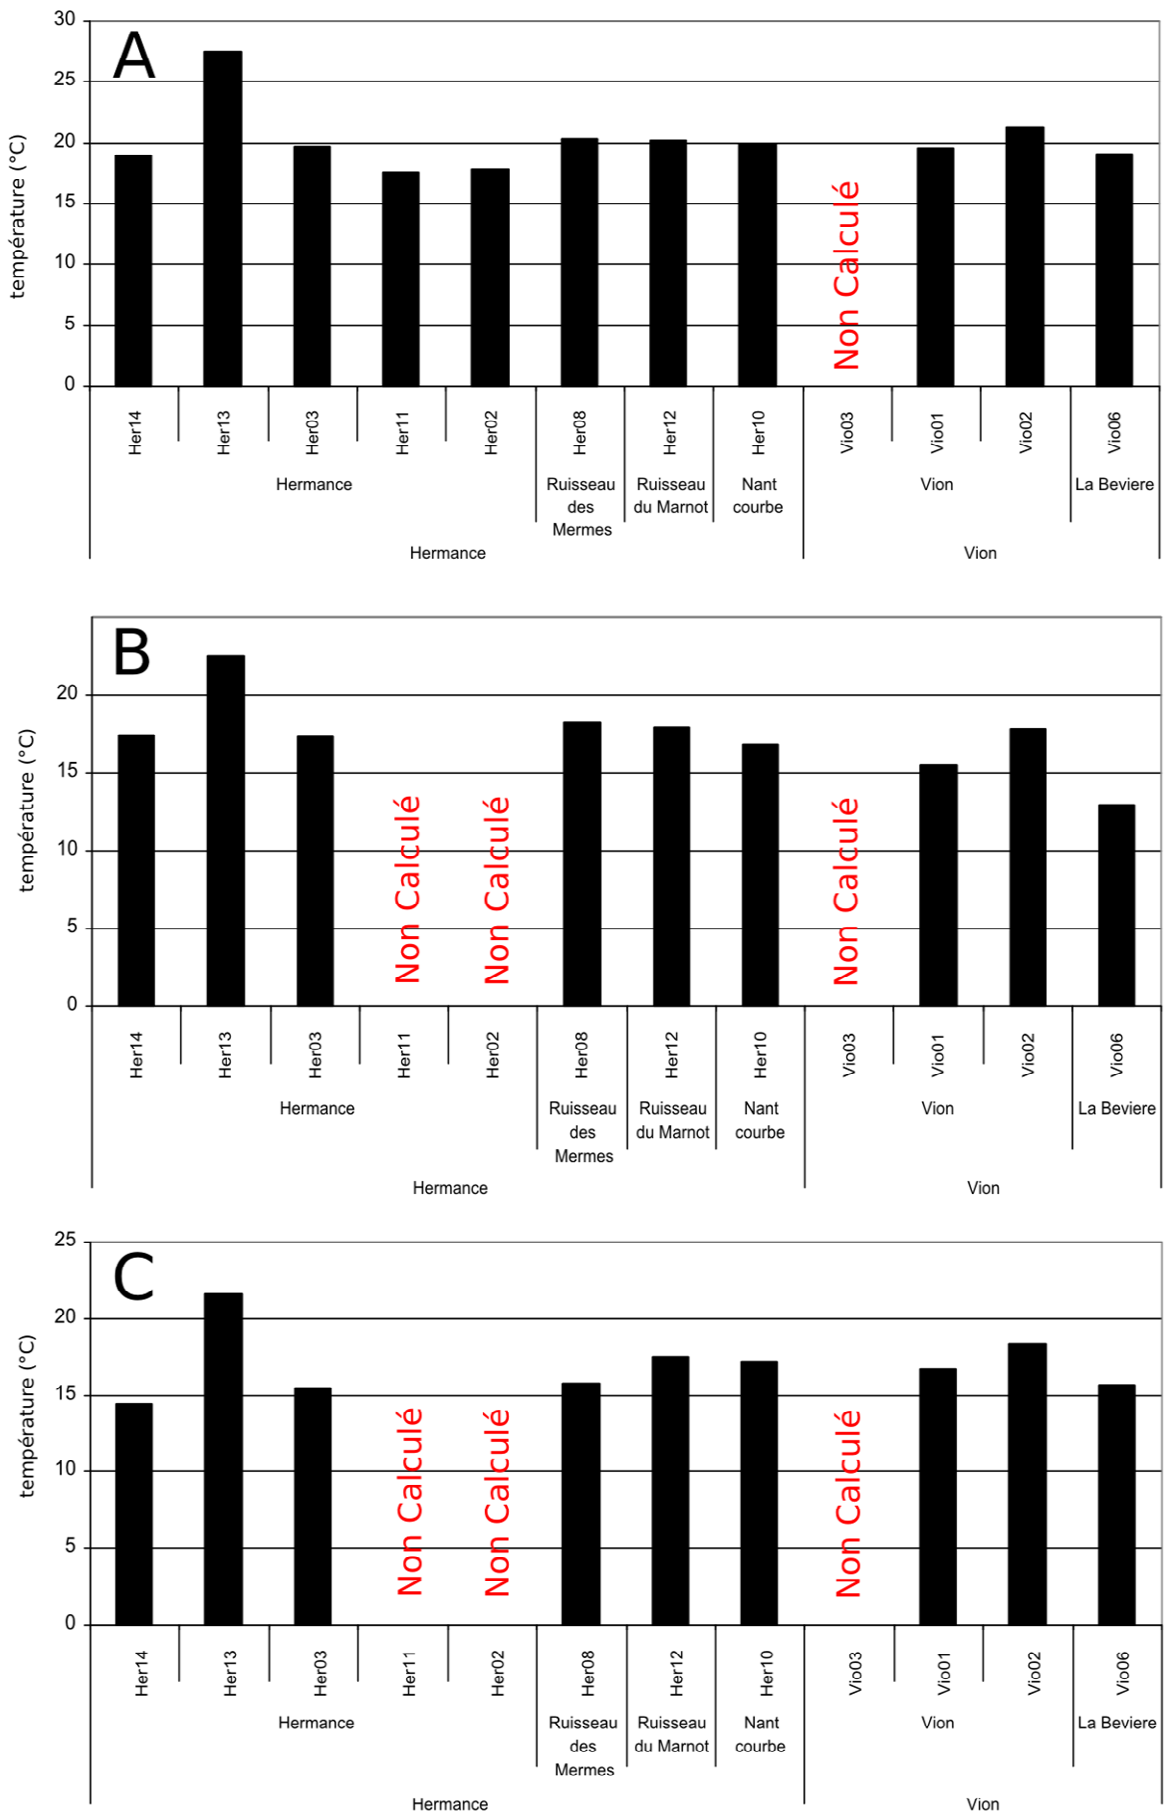 A
température (°C)
30
25
20
15
10
5
0
Non Calculé
Her14 Her13 Her03 Her11 Her02 Her08 Her12 Her10 Vio03 Vio01 Vio02 Vio06
Hermance Ruisseau Ruisseau Nant Vion La Beviere
des du Marnot courbe
Mermes
Hermance Vion
B
température (°C)
20
15
10
5
0
Non Calculé Non Calculé Non Calculé
Her14 Her13 Her03 Her11 Her02 Her08 Her12 Her10 Vio03 Vio01 Vio02 Vio06
Hermance Ruisseau Ruisseau Nant Vion La Beviere
des du Marnot courbe
Mermes
Hermance Vion
C
température (°C)
25
20
15
10
5
0
Non Calculé Non Calculé Non Calculé
Her14 Her13 Her03 Her11 Her02 Her08 Her12 Her10 Vio03 Vio01 Vio02 Vio06
Hermance Ruisseau Ruisseau Nant Vion La Beviere
des du Marnot courbe
Mermes
Hermance Vion